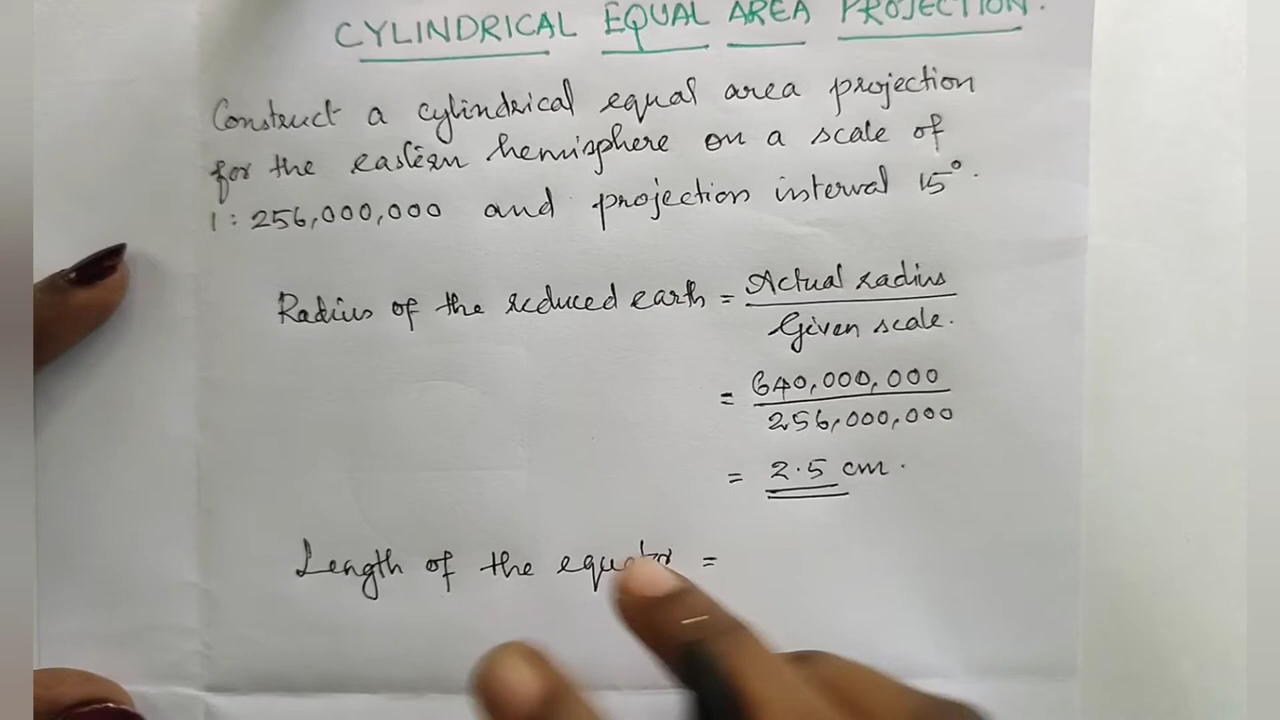 CYLINDRICAL EQUAL AREA PROJECTION.
Construct a cylindrical equal area projection
for the eastern hemisphere on a scale of
1:256,000,000 and projection interval 15°.
Radius of the reduced earth = Actual radius
Given scale.
= 640,000,000
256,000,000
= 2.5 cm.
Length of the equator =